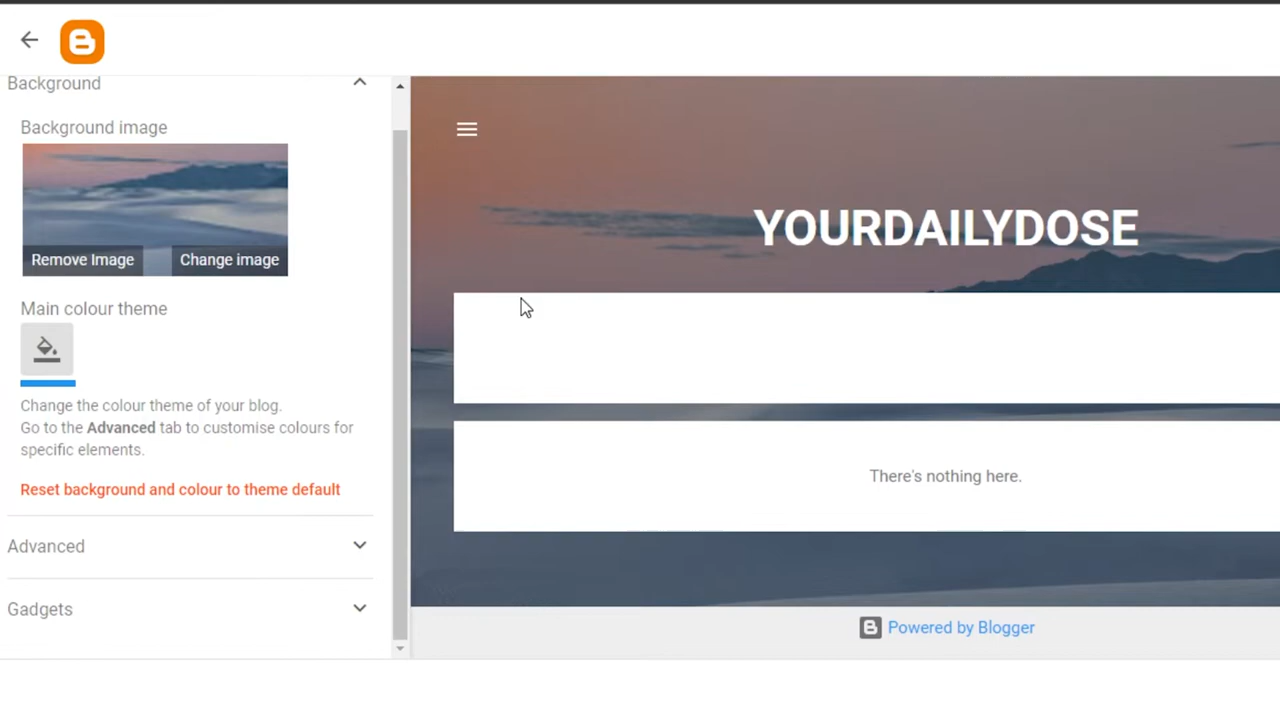 Background
Background image
Remove Image
Change image
Main colour theme
Change the colour theme of your blog.
Go to the Advanced tab to customise colours for
specific elements.
Reset background and colour to theme default
Advanced
Gadgets
YOURDAILYDOSE
There's nothing here.
Powered by Blogger